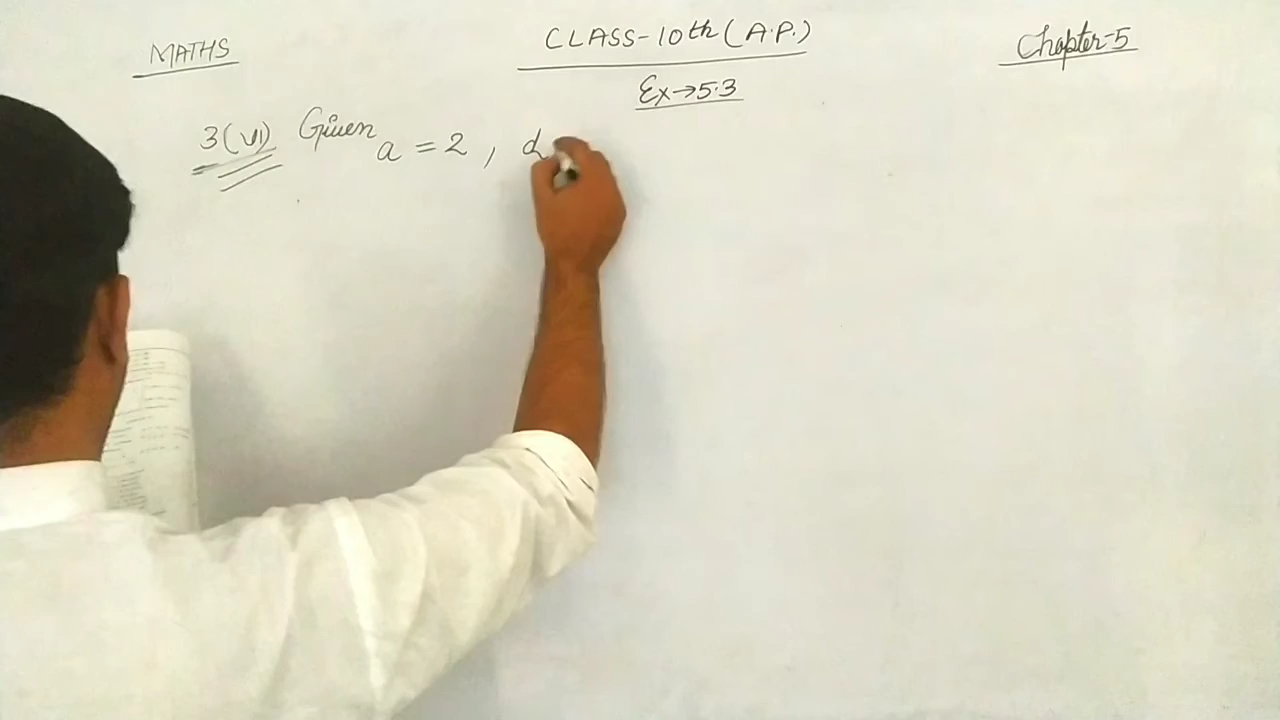 MATHS
CLASS-10th (A.P.)
Chapter-5
Ex→5.3
3(VI) Given a = 2 , d